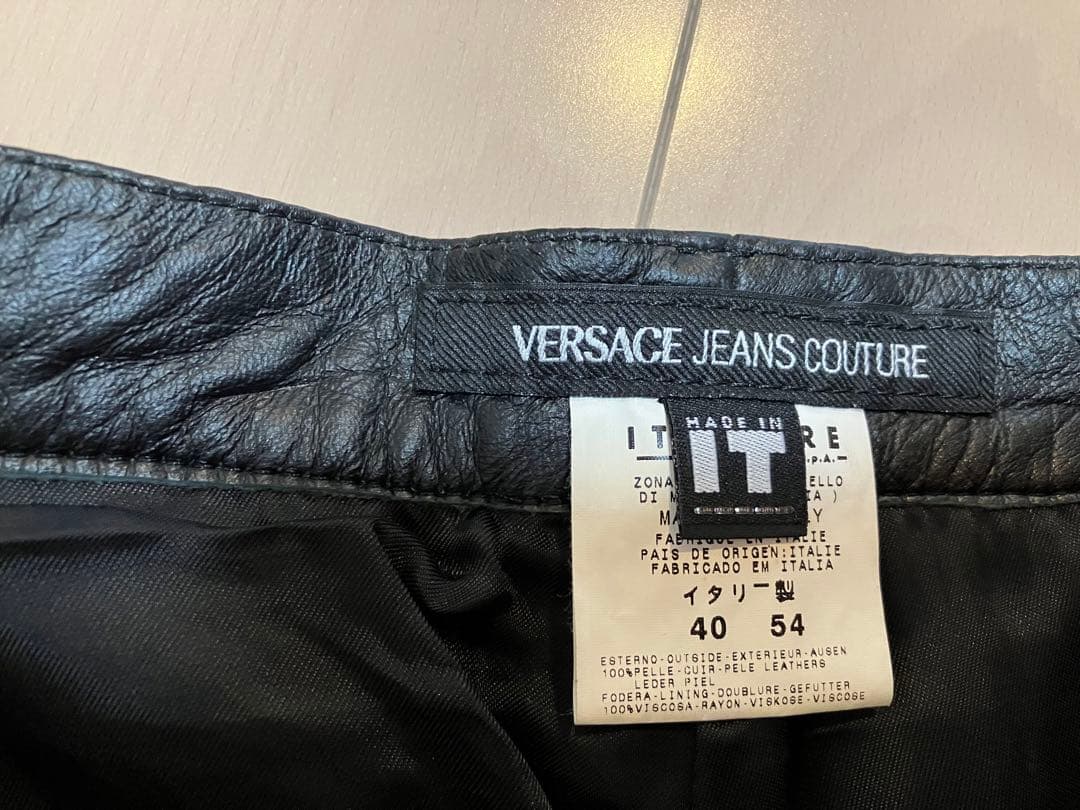 VERSACE JEANS COUTURE
MADE IN
IT
FABRIQUE EN ITALIE
PAIS DE ORIGEN:ITALIE
FABRICADO EM ITALIA
イタリー製
40 54
ESTERNO-OUTSIDE-EXTERIEUR-AUSEN
100%PELLE-CUIR-PELE LEATHERS
LEDER PIEL
FODERA-LINING-DOUBLURE-GEFUTTER
100%VISCOSA-RAYON-VISKOSE-VISCOSE